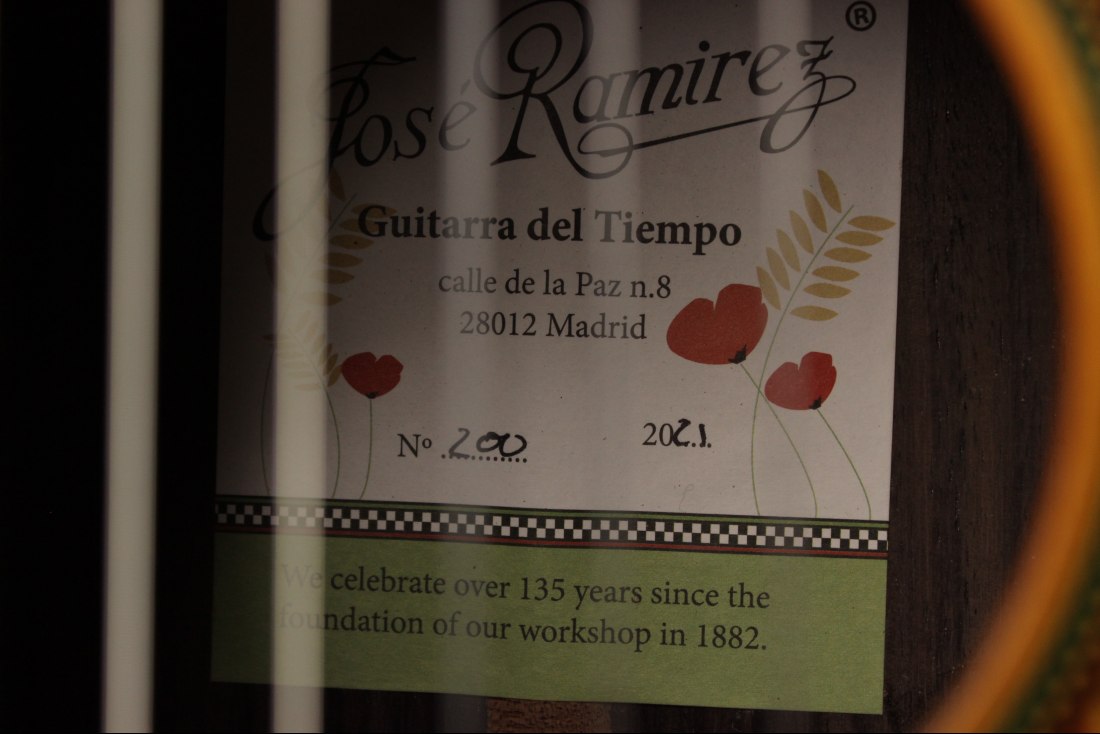 José Ramirez ®
Guitarra del Tiempo
calle de la Paz n.8
28012 Madrid
Nº .200. 2021.
We celebrate over 135 years since the
foundation of our workshop in 1882.